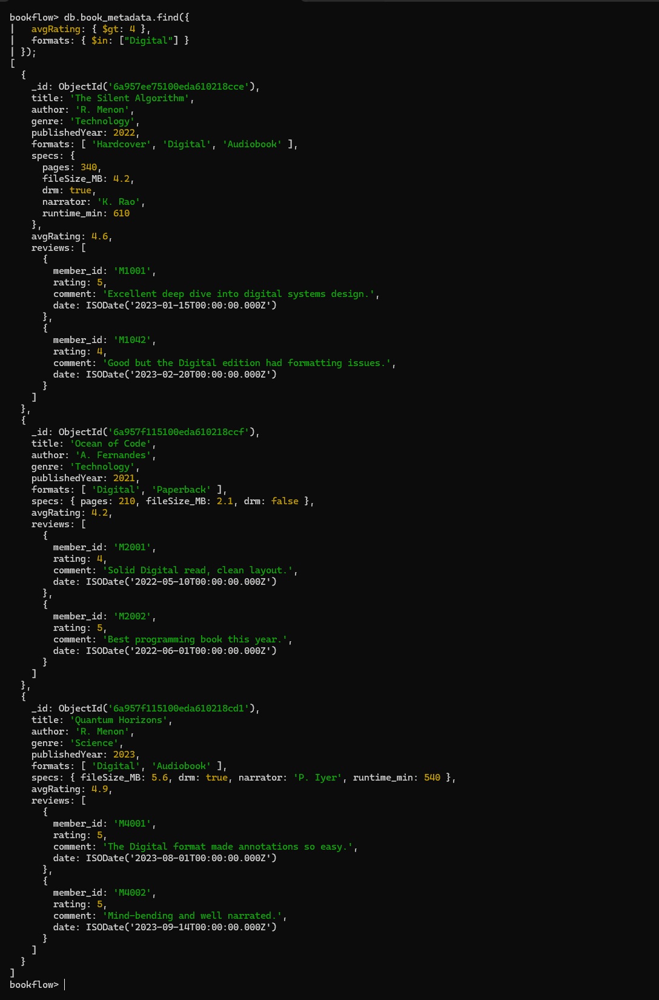 bookflow> db.book_metadata.find({
|   avgRating: { $gt: 4 },
|   formats: { $in: ["Digital"] }
| });
[
  {
    _id: ObjectId('6a957ee75100eda610218cce'),
    title: 'The Silent Algorithm',
    author: 'R. Menon',
    genre: 'Technology',
    publishedYear: 2022,
    formats: [ 'Hardcover', 'Digital', 'Audiobook' ],
    specs: {
      pages: 340,
      fileSize_MB: 4.2,
      drm: true,
      narrator: 'K. Rao',
      runtime_min: 610
    },
    avgRating: 4.6,
    reviews: [
      {
        member_id: 'M1001',
        rating: 5,
        comment: 'Excellent deep dive into digital systems design.',
        date: ISODate('2023-01-15T00:00:00.000Z')
      },
      {
        member_id: 'M1042',
        rating: 4,
        comment: 'Good but the Digital edition had formatting issues.',
        date: ISODate('2023-02-20T00:00:00.000Z')
      }
    ]
  },
  {
    _id: ObjectId('6a957f115100eda610218ccf'),
    title: 'Ocean of Code',
    author: 'A. Fernandes',
    genre: 'Technology',
    publishedYear: 2021,
    formats: [ 'Digital', 'Paperback' ],
    specs: { pages: 210, fileSize_MB: 2.1, drm: false },
    avgRating: 4.2,
    reviews: [
      {
        member_id: 'M2001',
        rating: 4,
        comment: 'Solid Digital read, clean layout.',
        date: ISODate('2022-05-10T00:00:00.000Z')
      },
      {
        member_id: 'M2002',
        rating: 5,
        comment: 'Best programming book this year.',
        date: ISODate('2022-06-01T00:00:00.000Z')
      }
    ]
  },
  {
    _id: ObjectId('6a957f115100eda610218cd1'),
    title: 'Quantum Horizons',
    author: 'R. Menon',
    genre: 'Science',
    publishedYear: 2023,
    formats: [ 'Digital', 'Audiobook' ],
    specs: { fileSize_MB: 5.6, drm: true, narrator: 'P. Iyer', runtime_min: 540 },
    avgRating: 4.9,
    reviews: [
      {
        member_id: 'M4001',
        rating: 5,
        comment: 'The Digital format made annotations so easy.',
        date: ISODate('2023-08-01T00:00:00.000Z')
      },
      {
        member_id: 'M4002',
        rating: 5,
        comment: 'Mind-bending and well narrated.',
        date: ISODate('2023-09-14T00:00:00.000Z')
      }
    ]
  }
]
bookflow>